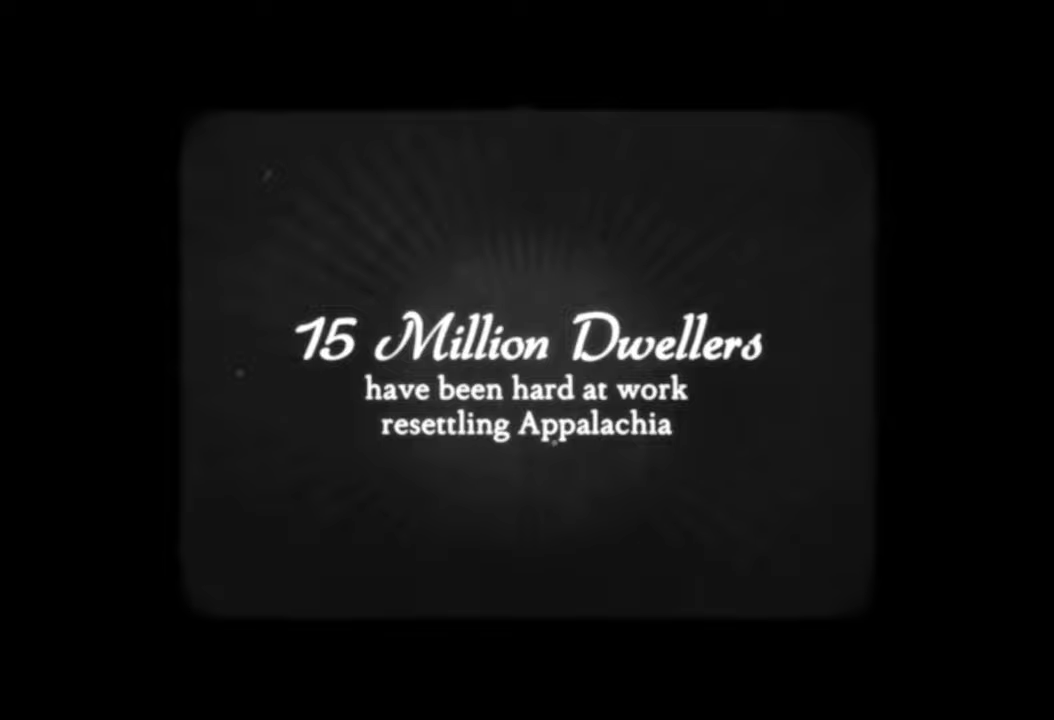 15 Million Dwellers
have been hard at work
resettling Appalachia